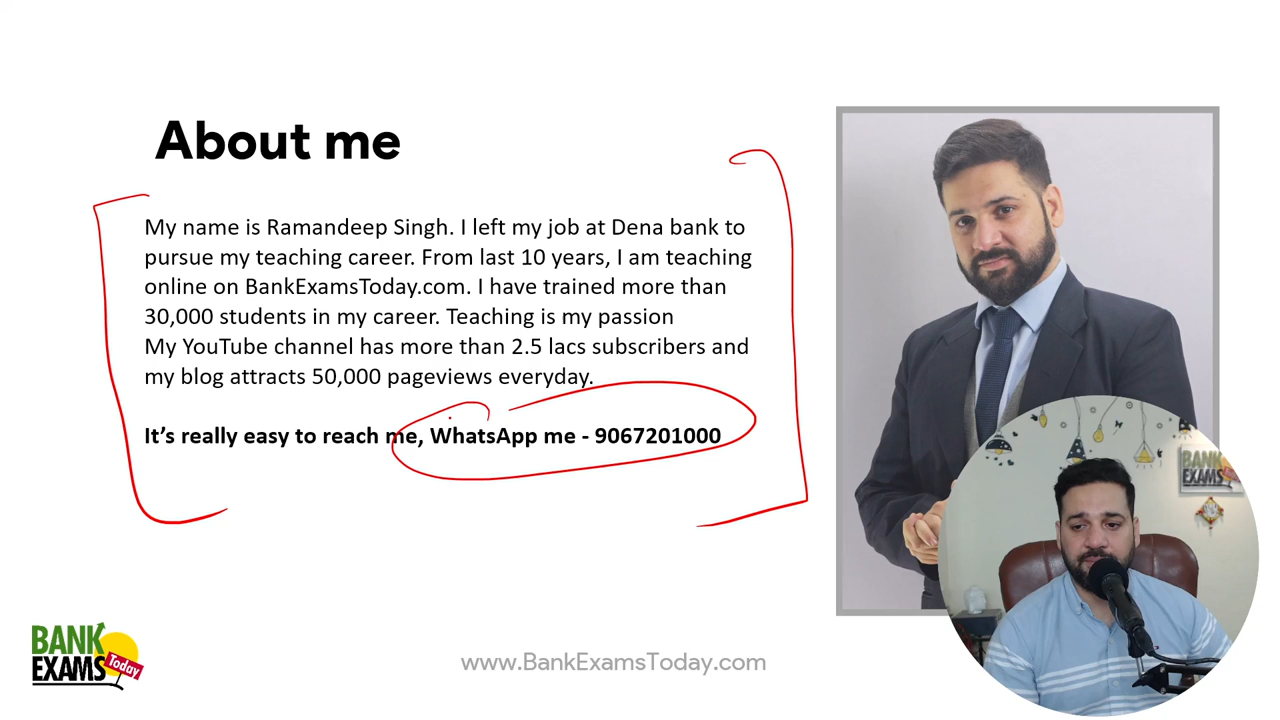 About me
My name is Ramandeep Singh. I left my job at Dena bank to
pursue my teaching career. From last 10 years, I am teaching
online on BankExamsToday.com. I have trained more than
30,000 students in my career. Teaching is my passion
My YouTube channel has more than 2.5 lacs subscribers and
my blog attracts 50,000 pageviews everyday.
It's really easy to reach me, WhatsApp me - 9067201000
BANK
EXAMS
Today
www.BankExamsToday.com
BANK
EXAMS